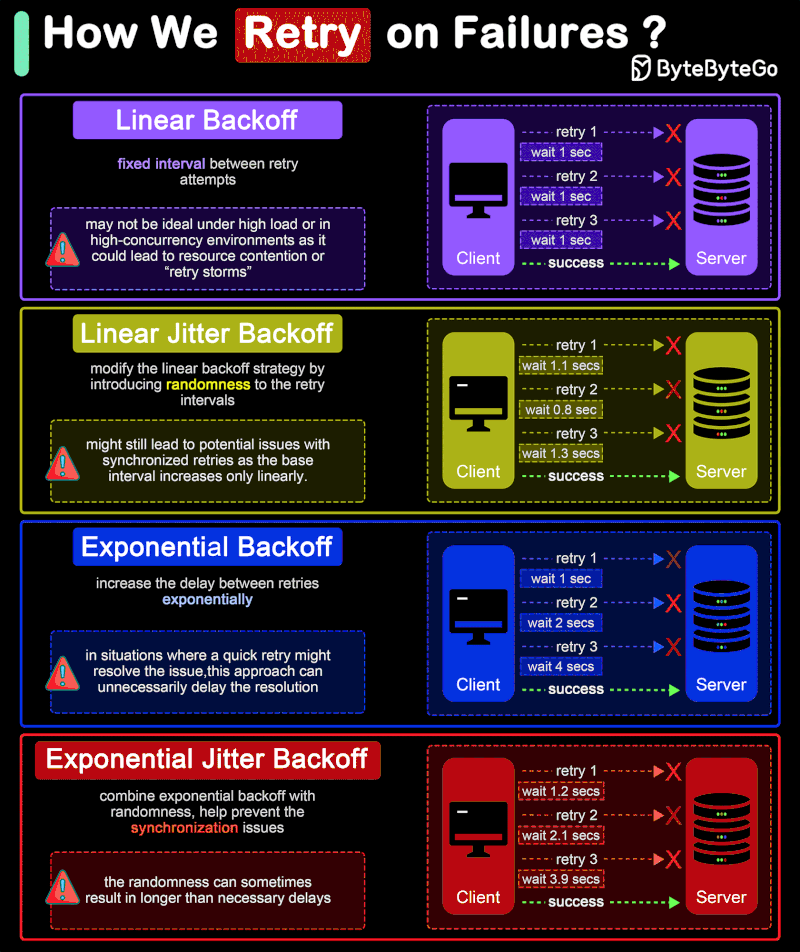 How We Retry on Failures ?
ByteByteGo
Linear Backoff
fixed interval between retry
attempts
may not be ideal under high load or in
high-concurrency environments as it
could lead to resource contention or
“retry storms”
retry 1
wait 1 sec
retry 2
wait 1 sec
retry 3
wait 1 sec
success
Client
Server
Linear Jitter Backoff
modify the linear backoff strategy by
introducing randomness to the retry
intervals
might still lead to potential issues with
synchronized retries as the base
interval increases only linearly.
retry 1
wait 1.1 secs
retry 2
wait 0.8 sec
retry 3
wait 1.3 secs
success
Client
Server
Exponential Backoff
increase the delay between retries
exponentially
in situations where a quick retry might
resolve the issue,this approach can
unnecessarily delay the resolution
retry 1
wait 1 sec
retry 2
wait 2 secs
retry 3
wait 4 secs
success
Client
Server
Exponential Jitter Backoff
combine exponential backoff with
randomness, help prevent the
synchronization issues
the randomness can sometimes
result in longer than necessary delays
retry 1
wait 1.2 secs
retry 2
wait 2.1 secs
retry 3
wait 3.9 secs
success
Client
Server